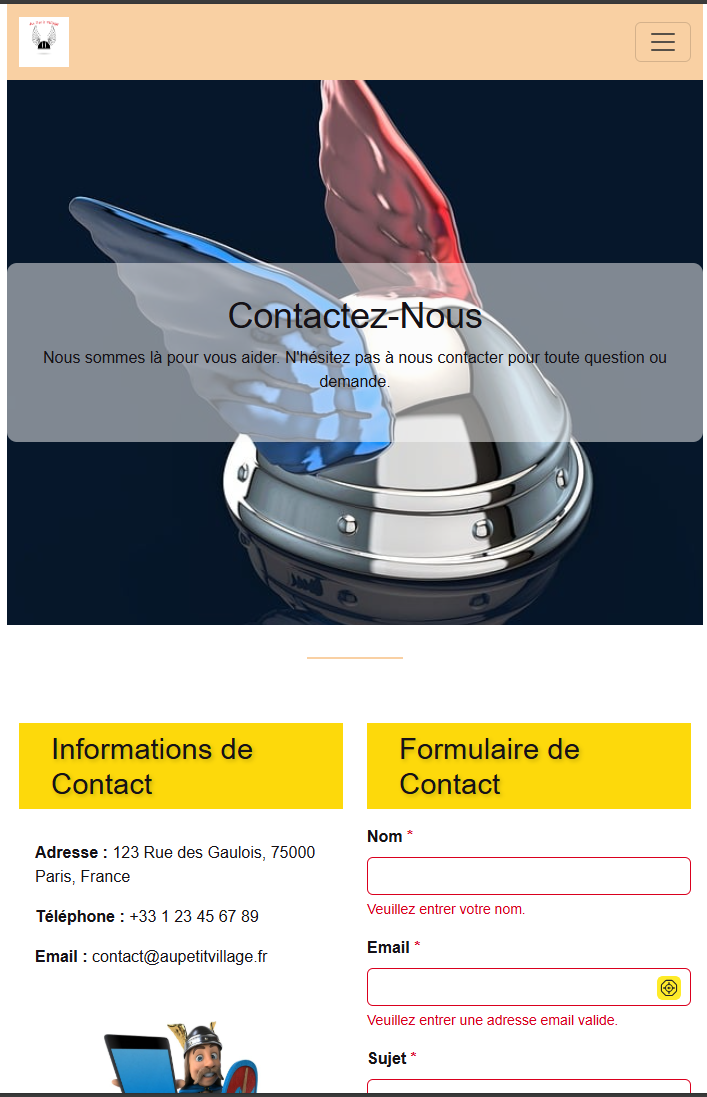 Contactez-Nous
Nous sommes là pour vous aider. N'hésitez pas à nous contacter pour toute question ou
demande.
Informations de
Contact
Adresse : 123 Rue des Gaulois, 75000
Paris, France
Téléphone : +33 1 23 45 67 89
Email : contact@aupetitvillage.fr
Formulaire de
Contact
Nom *
Veuillez entrer votre nom.
Email *
Veuillez entrer une adresse email valide.
Sujet *